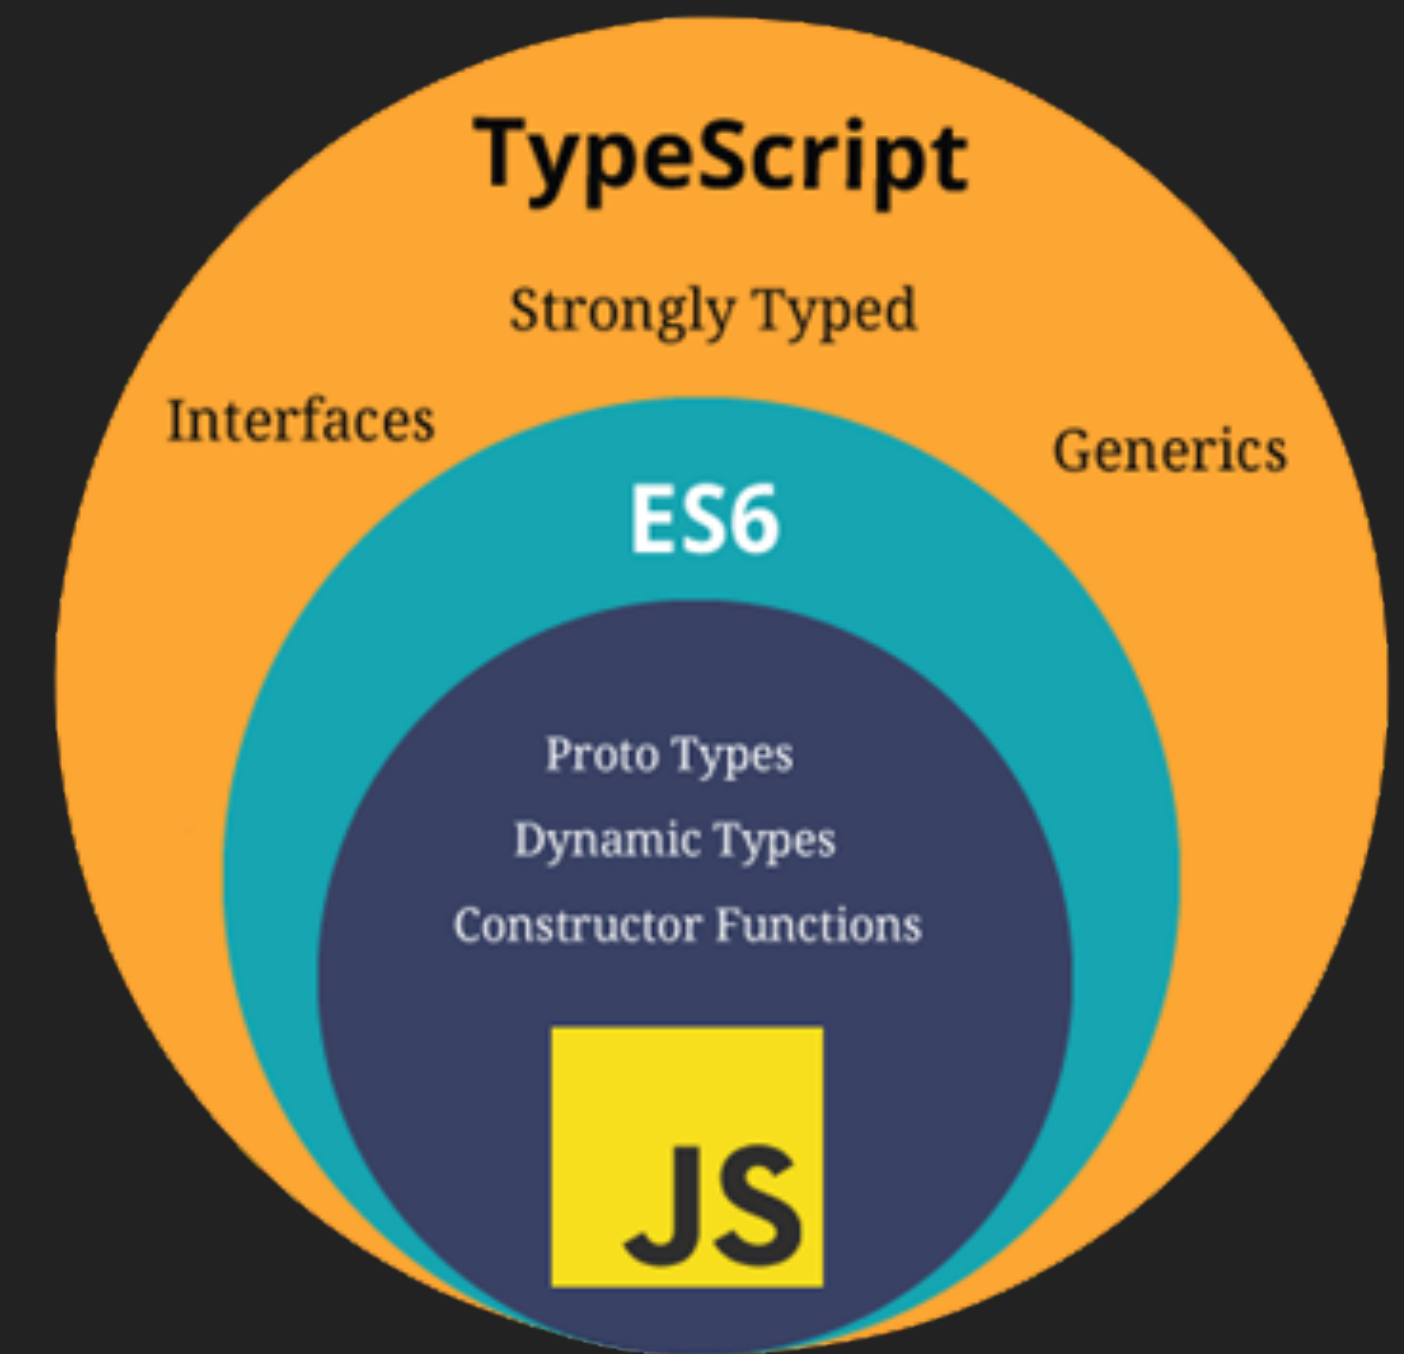 TypeScript
Strongly Typed
Interfaces
Generics
ES6
Proto Types
Dynamic Types
Constructor Functions
JS